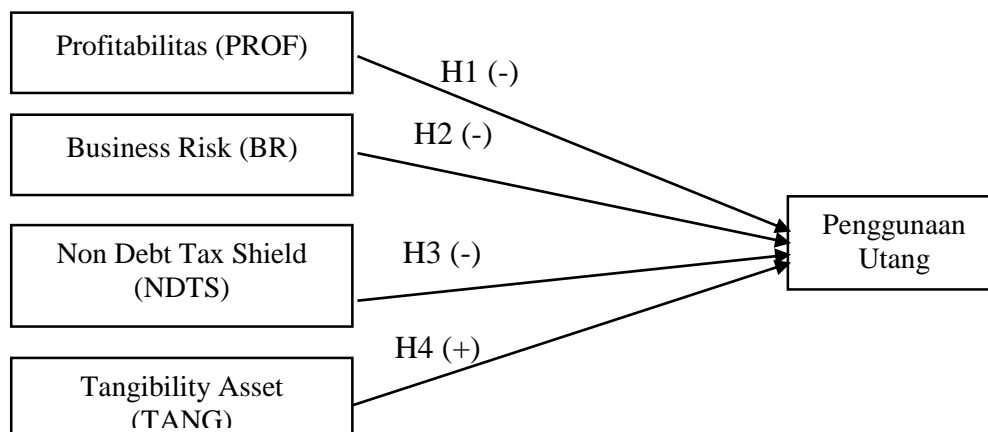 Profitabilitas (PROF)
H1 (-)
Business Risk (BR)
H2 (-)
Non Debt Tax Shield
(NDTS)
H3 (-)
Penggunaan
Utang
H4 (+)
Tangibility Asset
(TANG)